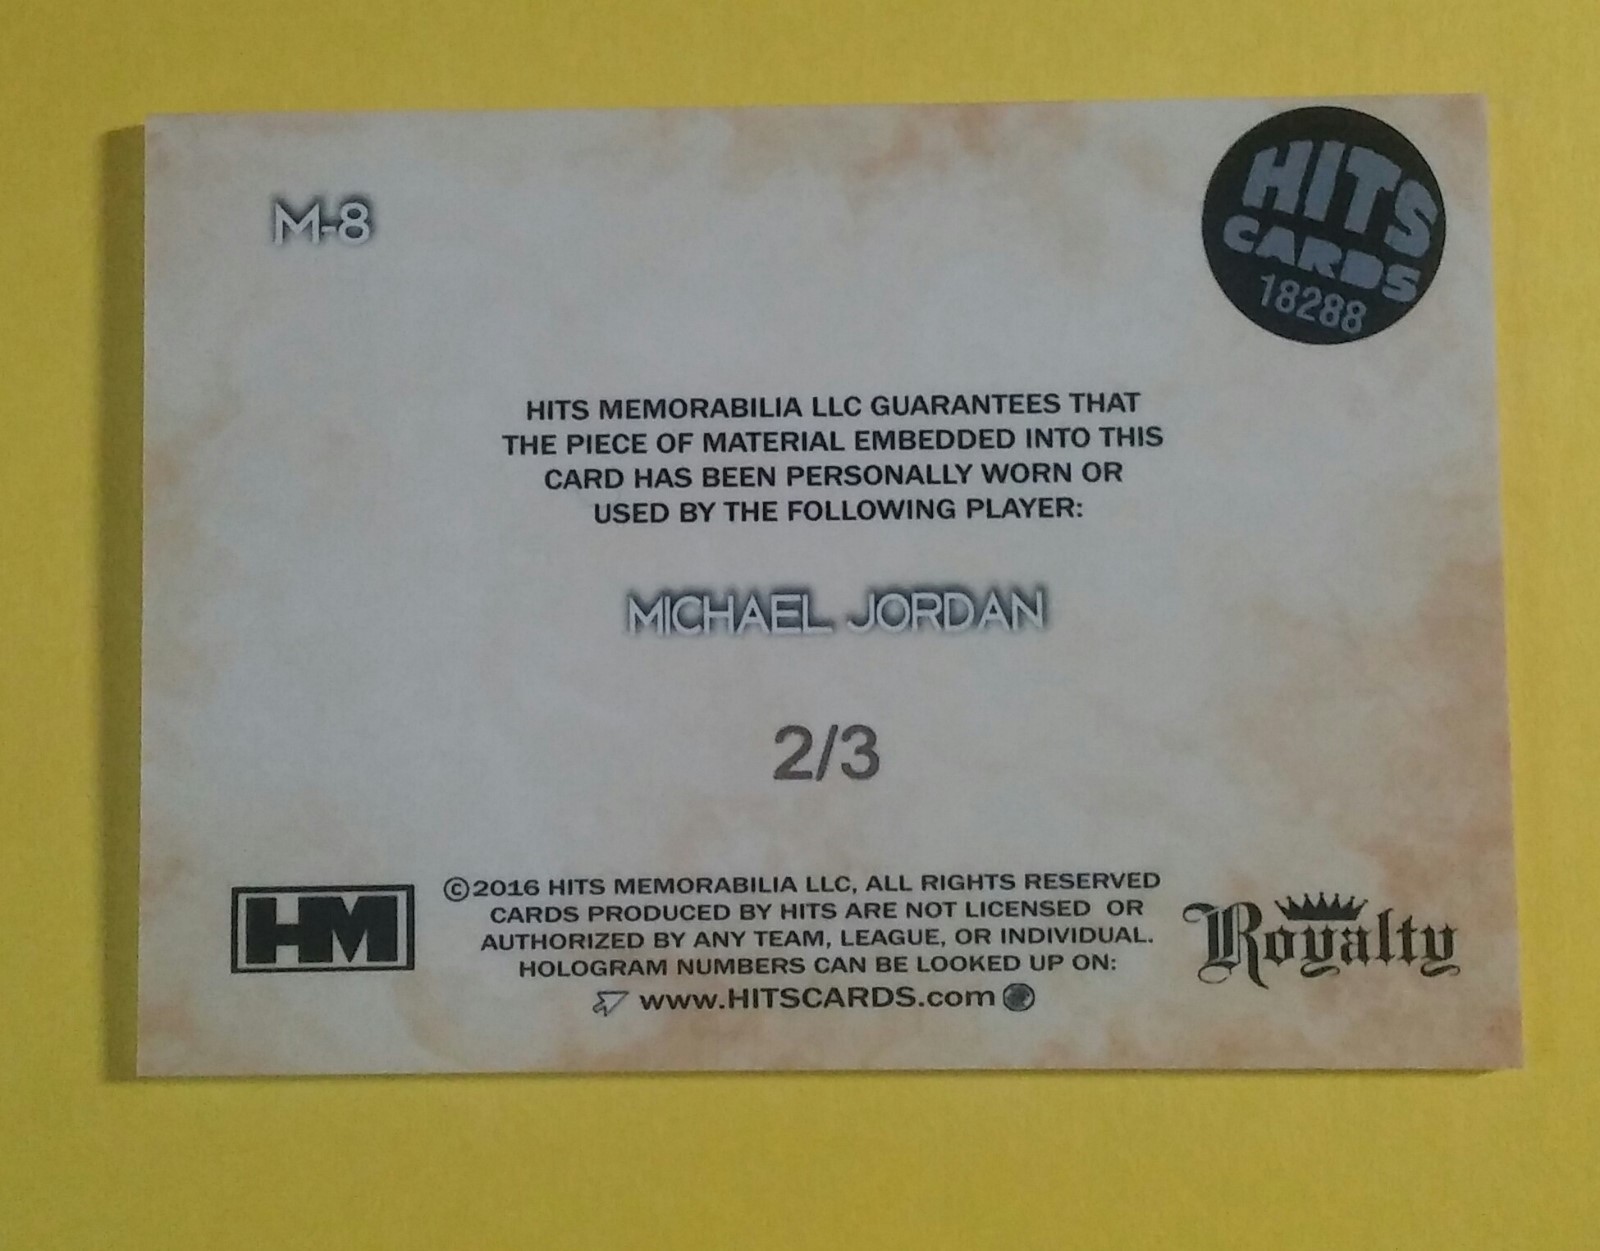 M-8
HITS
CARDS
18288
HITS MEMORABILIA LLC GUARANTEES THAT
THE PIECE OF MATERIAL EMBEDDED INTO THIS
CARD HAS BEEN PERSONALLY WORN OR
USED BY THE FOLLOWING PLAYER:
MICHAEL JORDAN
2/3
HM
©2016 HITS MEMORABILIA LLC, ALL RIGHTS RESERVED
CARDS PRODUCED BY HITS ARE NOT LICENSED OR
AUTHORIZED BY ANY TEAM, LEAGUE, OR INDIVIDUAL.
HOLOGRAM NUMBERS CAN BE LOOKED UP ON:
www.HITSCARDS.com
Royalty